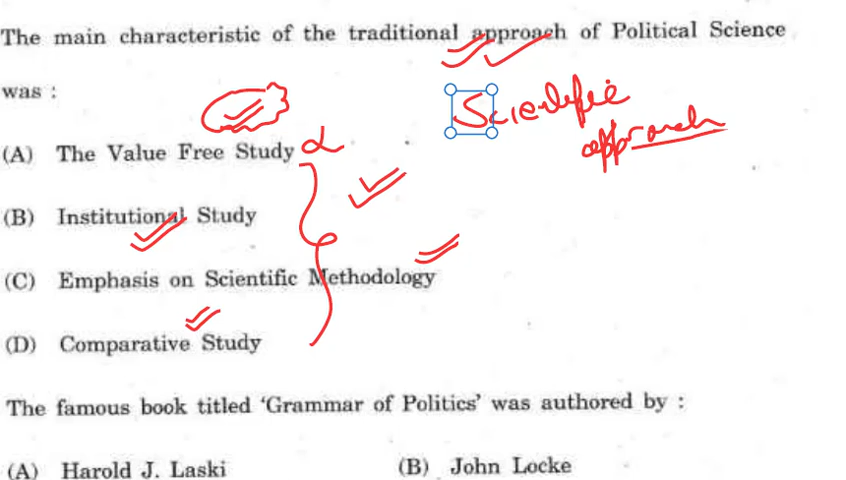 The main characteristic of the traditional approach of Political Science
was :
Scientific
approach
(A) The Value Free Study
(B) Institutional Study
(C) Emphasis on Scientific Methodology
(D) Comparative Study
The famous book titled 'Grammar of Politics' was authored by :
(A) Harold J. Laski (B) John Locke